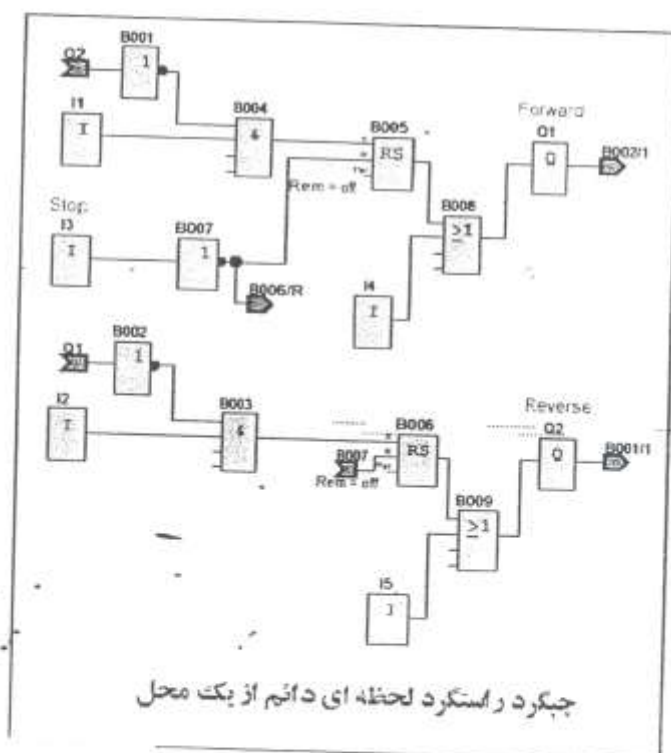 B001
Q2
1
I1
I
B004
&
B005
RS
Rem = off
Forward
Q1
Q
B002/1
Stop
I3
I
B007
1
B006/R
B008
≥1
I4
I
B002
Q1
1
I2
I
B003
&
B006
RS
B007
Rem = off
Reverse
Q2
Q
B001/1
B009
≥1
I5
I
چپگرد راستگرد لحظه ای دائم از یک محل